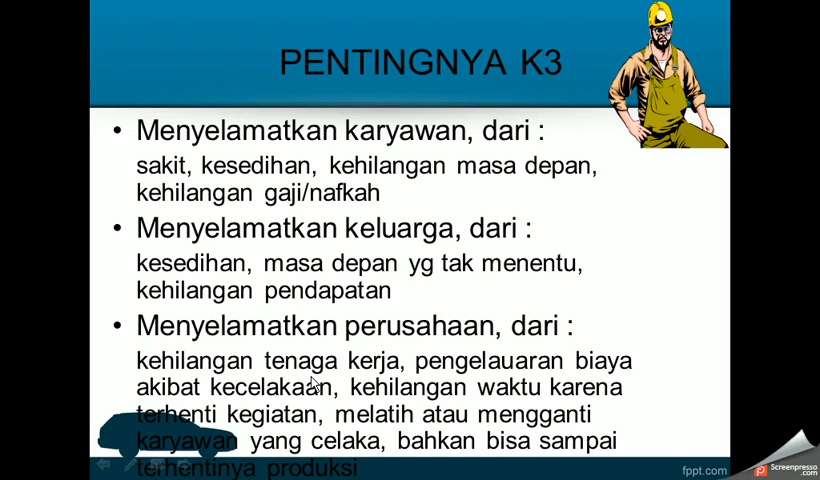 PENTINGNYA K3
• Menyelamatkan karyawan, dari :
sakit, kesedihan, kehilangan masa depan,
kehilangan gaji/nafkah
• Menyelamatkan keluarga, dari :
kesedihan, masa depan yg tak menentu,
kehilangan pendapatan
• Menyelamatkan perusahaan, dari :
kehilangan tenaga kerja, pengelauaran biaya
akibat kecelakaan, kehilangan waktu karena
terhenti kegiatan, melatih atau mengganti
karyawan yang celaka, bahkan bisa sampai
terhentinya produksi
fppt.com
Screenpresso
.com